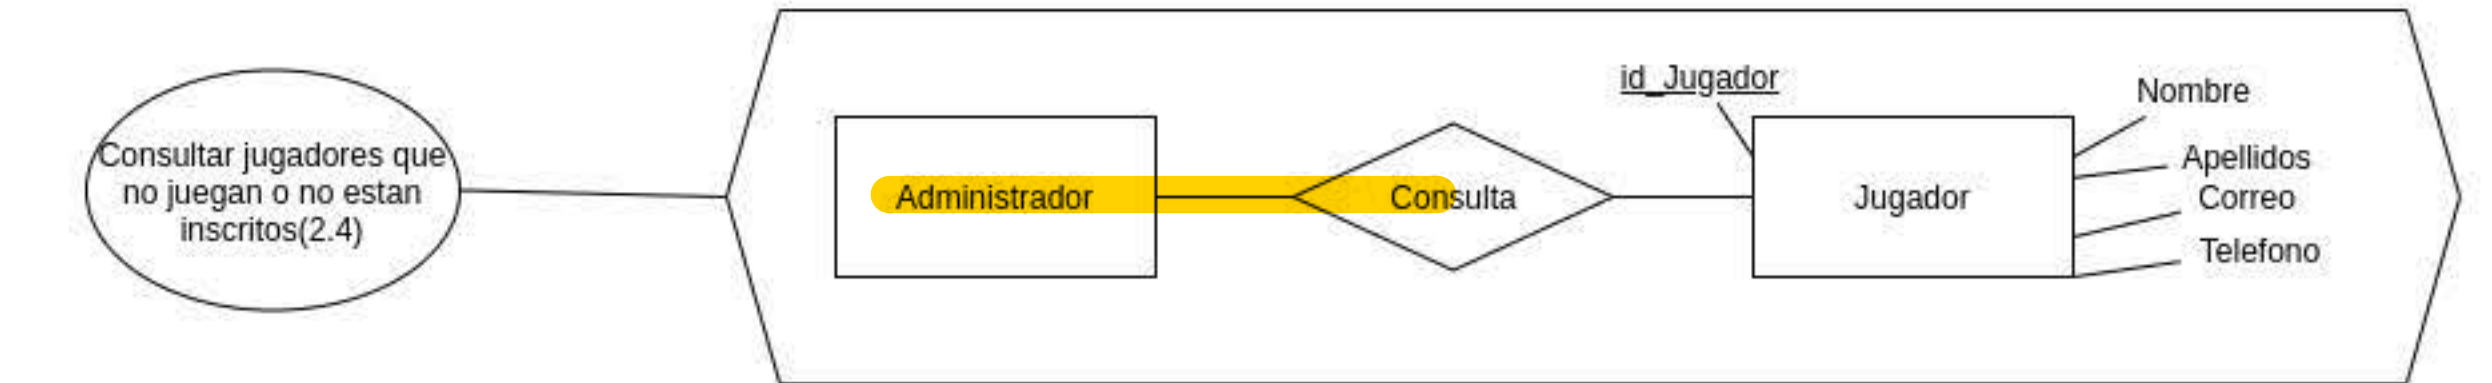 Consultar jugadores que
no juegan o no estan
inscritos(2.4)
Administrador
Consulta
id_Jugador
Jugador
Nombre
Apellidos
Correo
Telefono